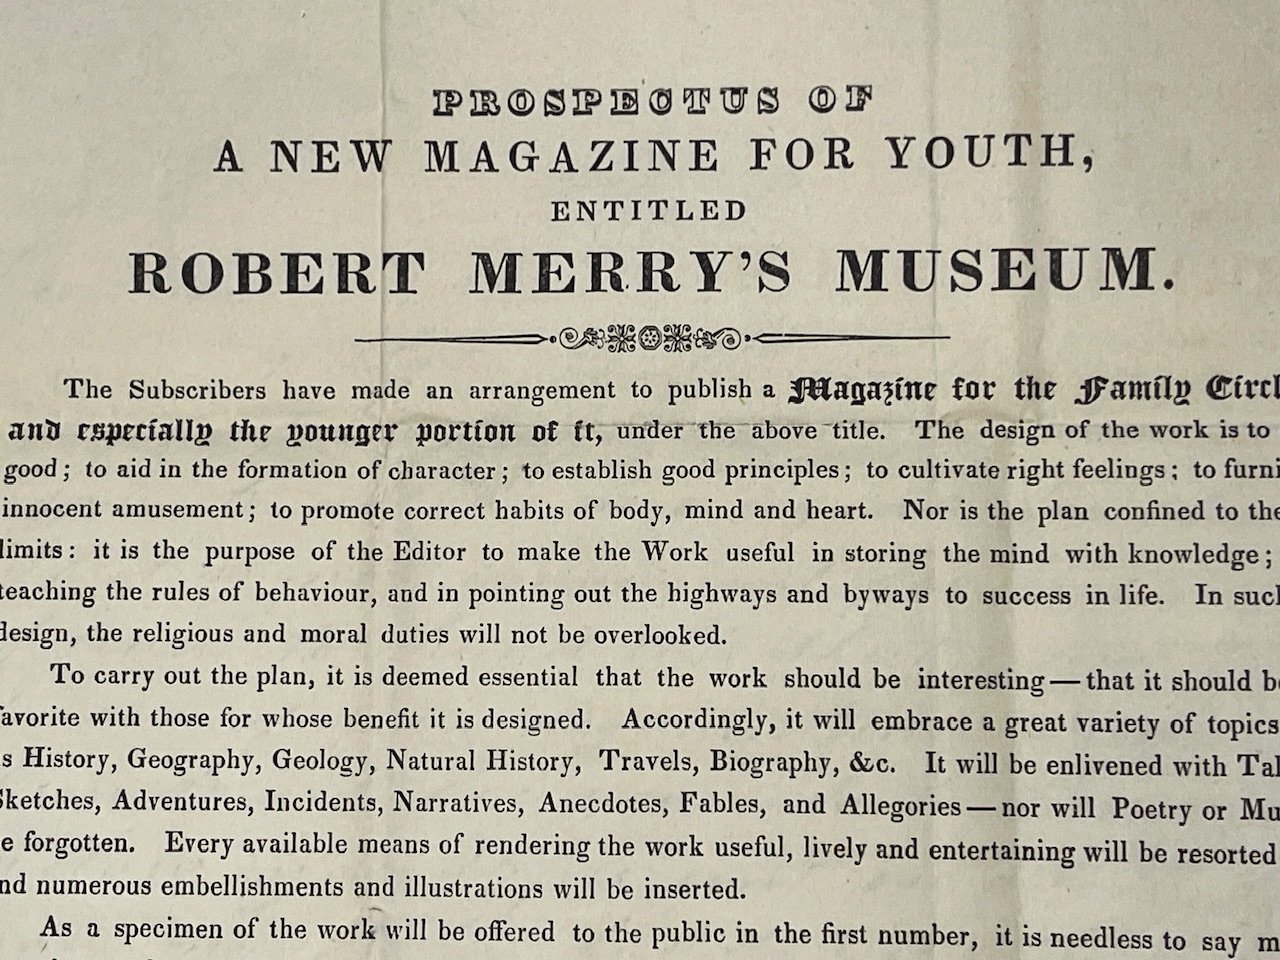 PROSPECTUS OF
A NEW MAGAZINE FOR YOUTH,
ENTITLED
ROBERT MERRY'S MUSEUM.
The Subscribers have made an arrangement to publish a Magazine for the Family
and especially the younger portion of it, under the above title. The design of the work is to
good; to aid in the formation of character; to establish good principles; to cultivate right feelings; to
innocent amusement; to promote correct habits of body, mind and heart. Nor is the plan confined to
limits: it is the purpose of the Editor to make the Work useful in storing the mind with knowledge;
teaching the rules of behaviour, and in pointing out the highways and byways to success in life. In
design, the religious and moral duties will not be overlooked.
To carry out the plan, it is deemed essential that the work should be interesting—that it should
with those for whose benefit it is designed. Accordingly, it will embrace a great variety of topics
History, Geography, Geology, Natural History, Travels, Biography, &c. It will be enlivened with
Sketches, Adventures, Incidents, Narratives, Anecdotes, Fables, and Allegories—nor will Poetry or
forgotten. Every available means of rendering the work useful, lively and entertaining will be resorted
numerous embellishments and illustrations will be inserted.
As a specimen of the work will be offered to the public in the first number, it is needless to say